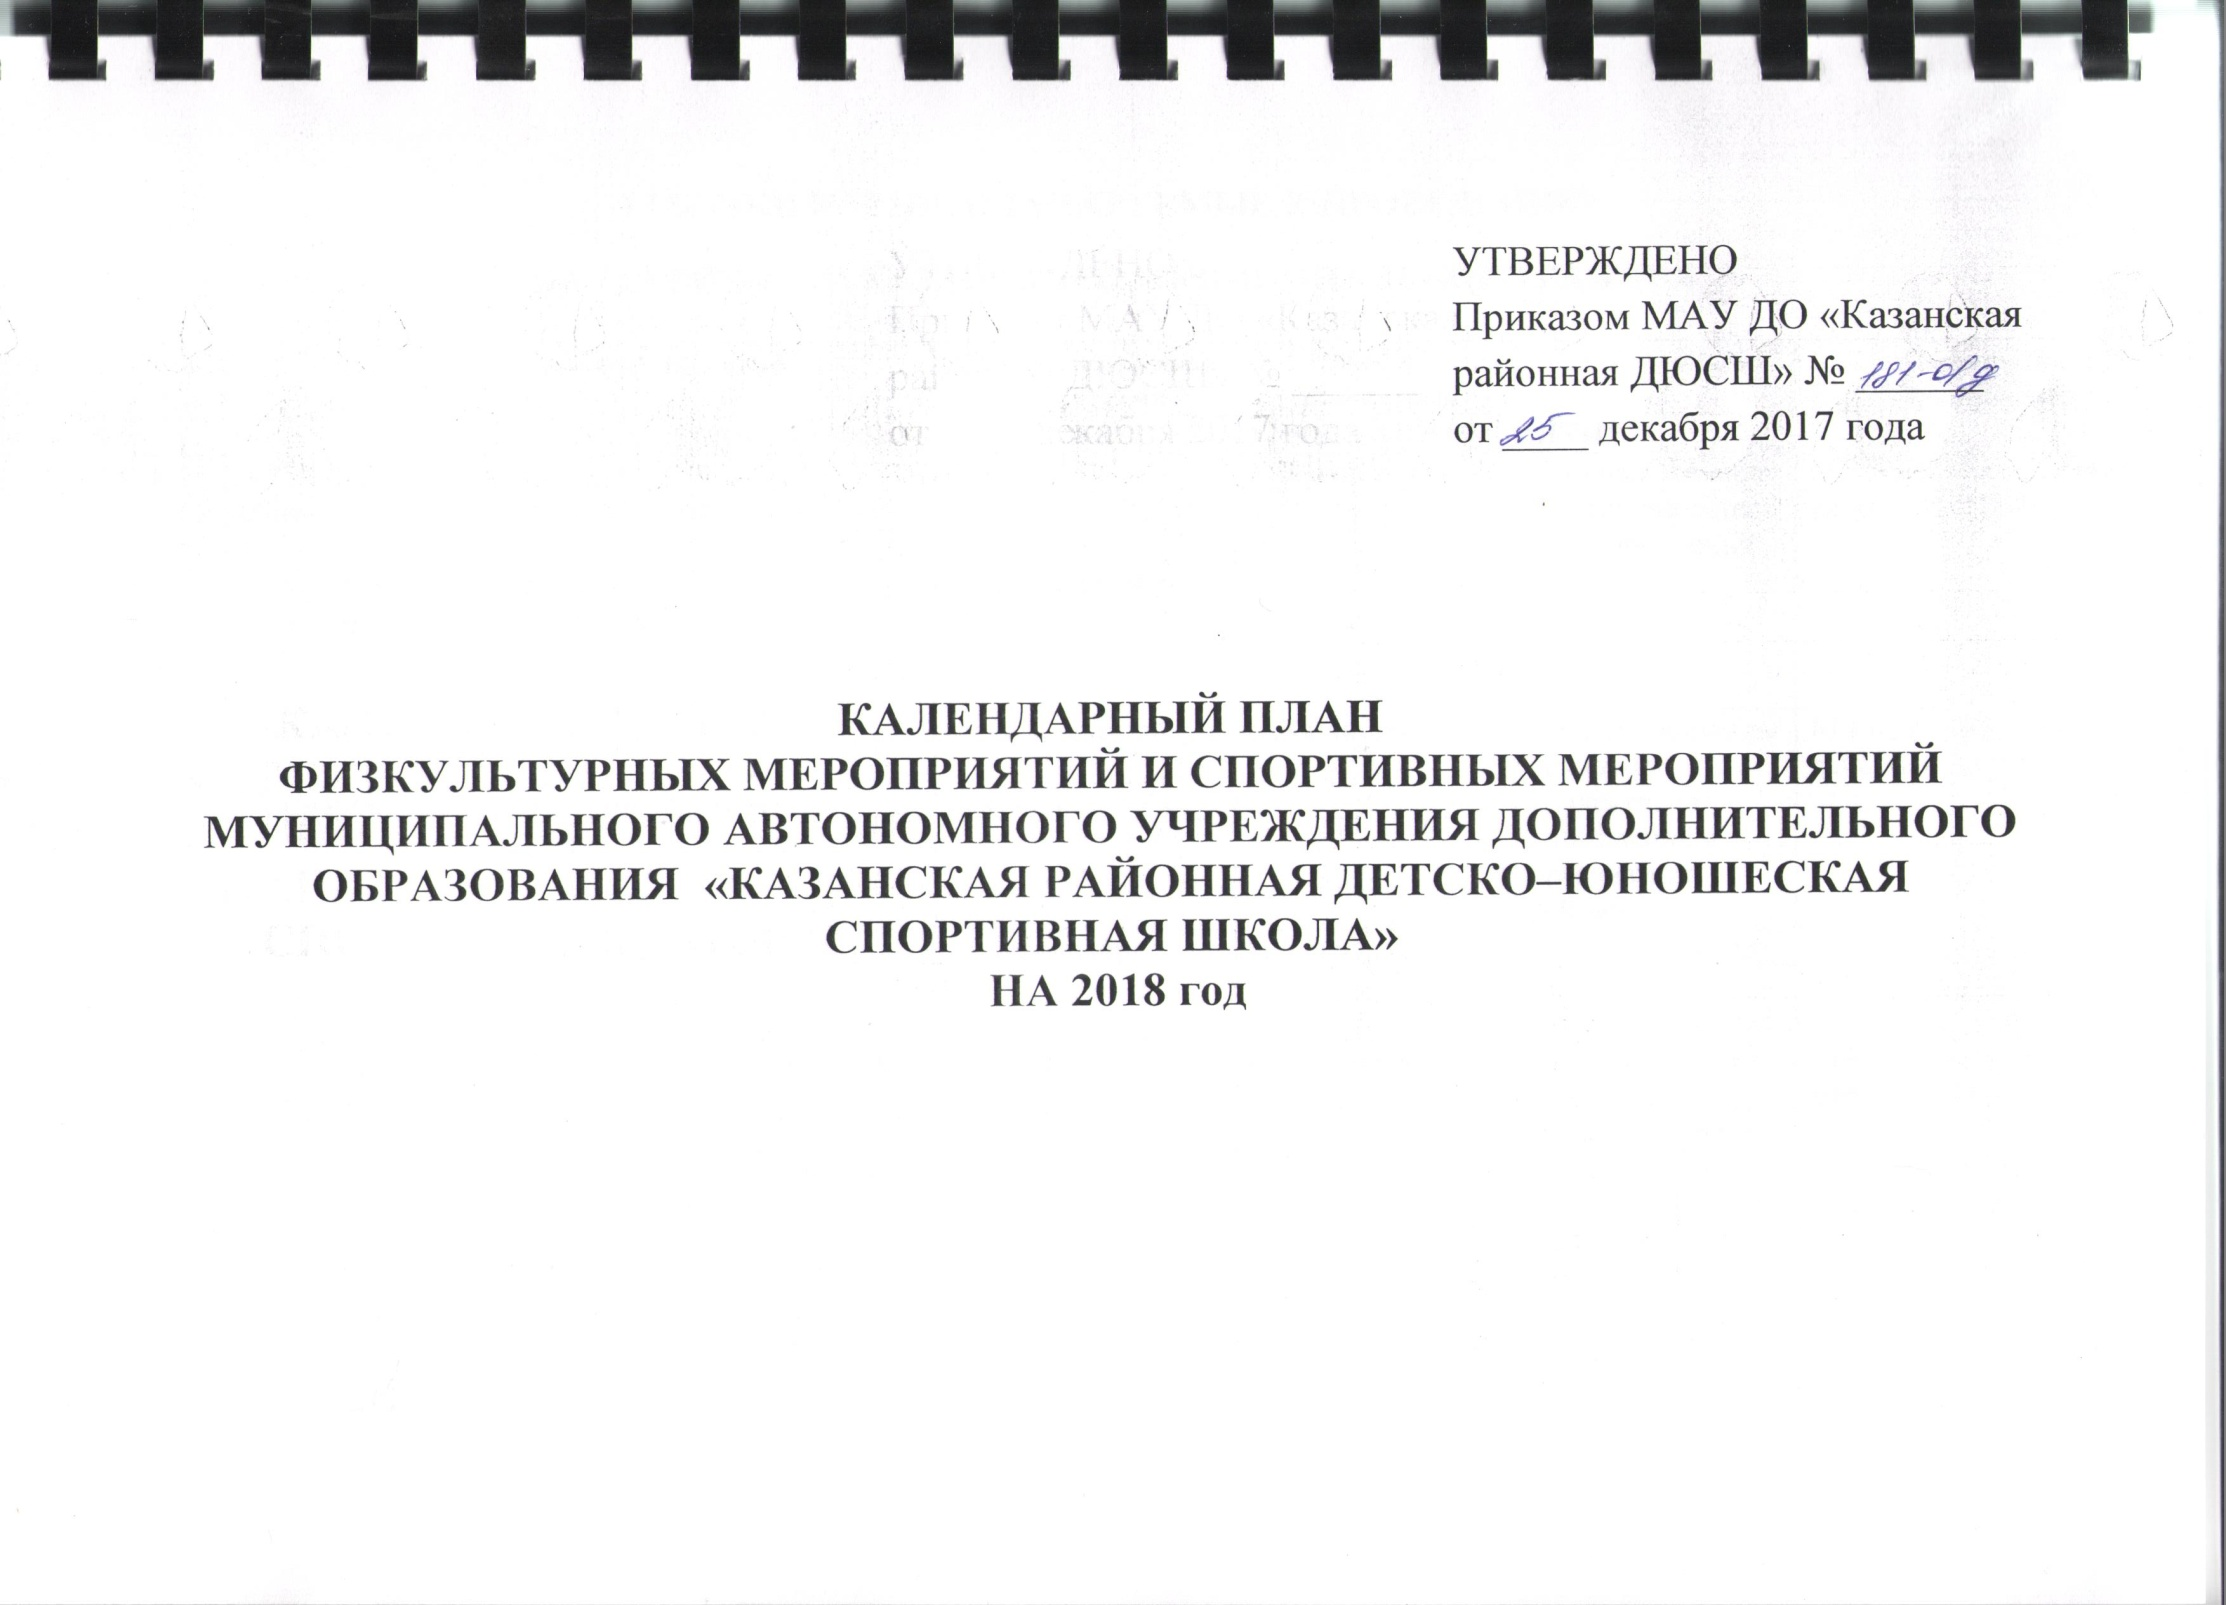 УТВЕРЖДЕНО
Приказом МАУ ДО «Казанская
районная ДЮСШ» № 181-од
от 25 декабря 2017 года
КАЛЕНДАРНЫЙ ПЛАН
ФИЗКУЛЬТУРНЫХ МЕРОПРИЯТИЙ И СПОРТИВНЫХ МЕРОПРИЯТИЙ
МУНИЦИПАЛЬНОГО АВТОНОМНОГО УЧРЕЖДЕНИЯ ДОПОЛНИТЕЛЬНОГО
ОБРАЗОВАНИЯ «КАЗАНСКАЯ РАЙОННАЯ ДЕТСКО–ЮНОШЕСКАЯ
СПОРТИВНАЯ ШКОЛА»
НА 2018 год